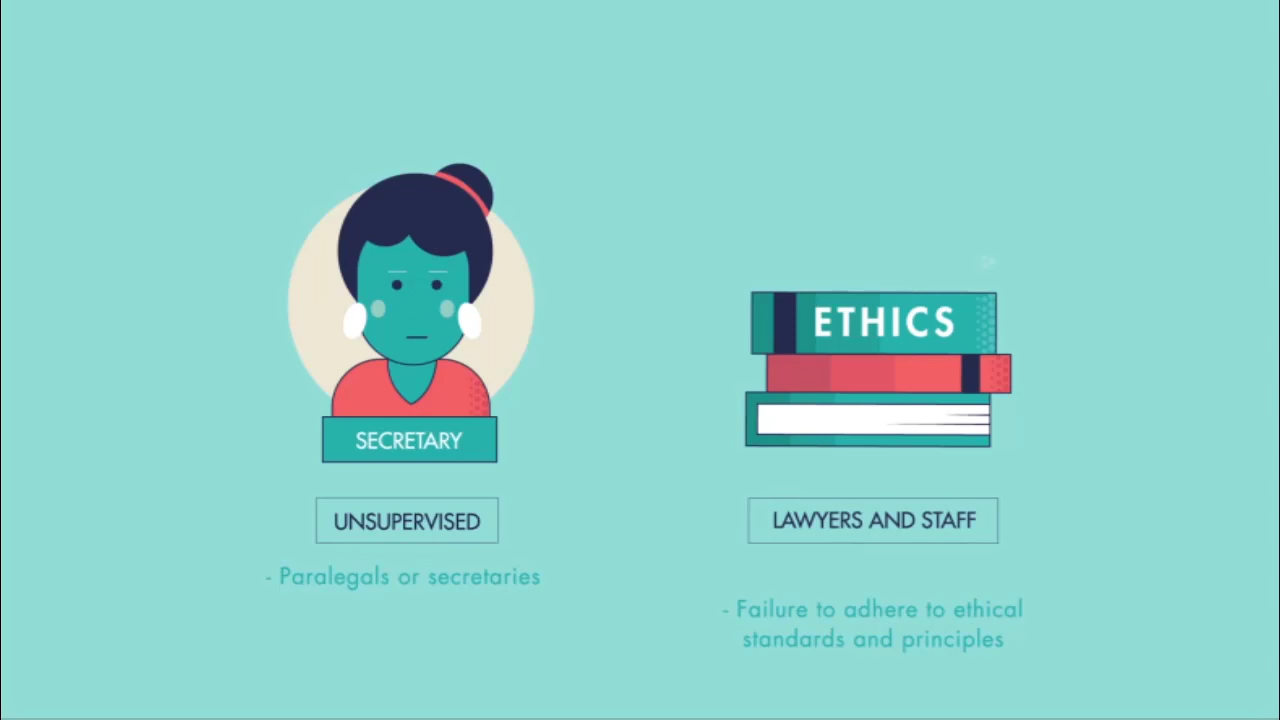 SECRETARY
UNSUPERVISED
- Paralegals or secretaries
ETHICS
LAWYERS AND STAFF
- Failure to adhere to ethical
standards and principles